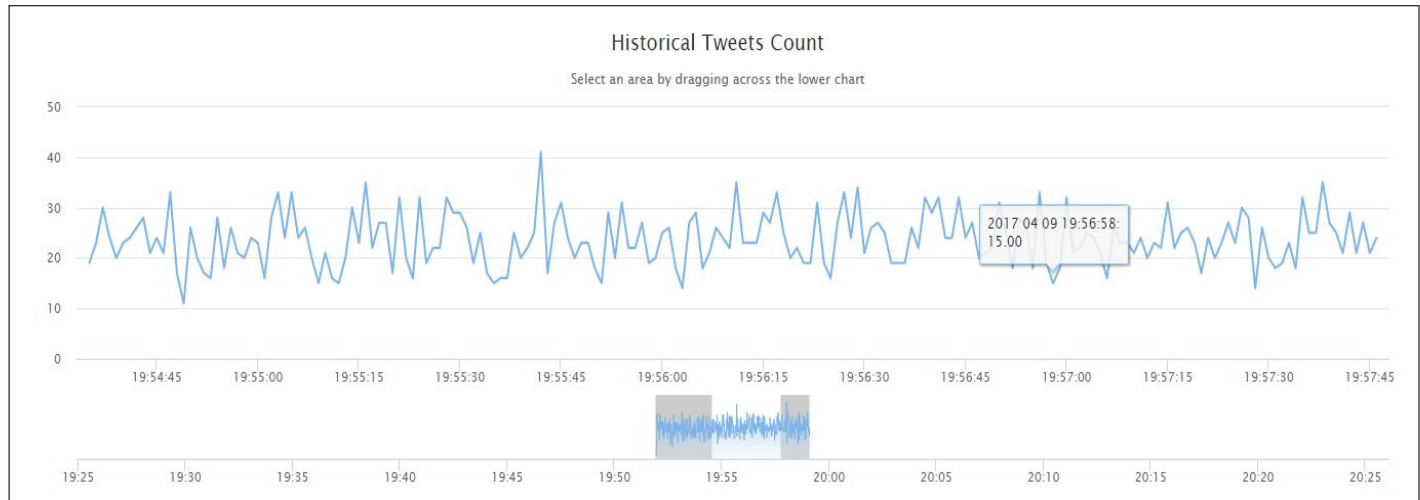 Historical Tweets Count
Select an area by dragging across the lower chart
50
40
30
20
10
0
2017 04 09 19:56:58:
15.00
19:54:45 19:55:00 19:55:15 19:55:30 19:55:45 19:56:00 19:56:15 19:56:30 19:56:45 19:57:00 19:57:15 19:57:30 19:57:45
19:25 19:30 19:35 19:40 19:45 19:50 19:55 20:00 20:05 20:10 20:15 20:20 20:25